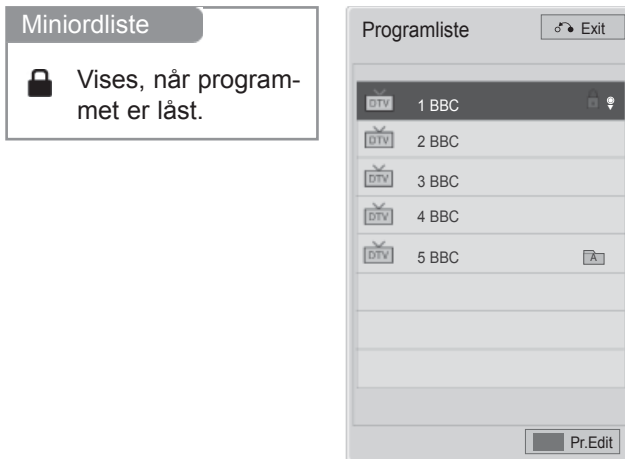 Miniordliste
Vises, når program-
met er låst.
Programliste
Exit
DTV 1 BBC
DTV 2 BBC
DTV 3 BBC
DTV 4 BBC
DTV 5 BBC A
Pr.Edit